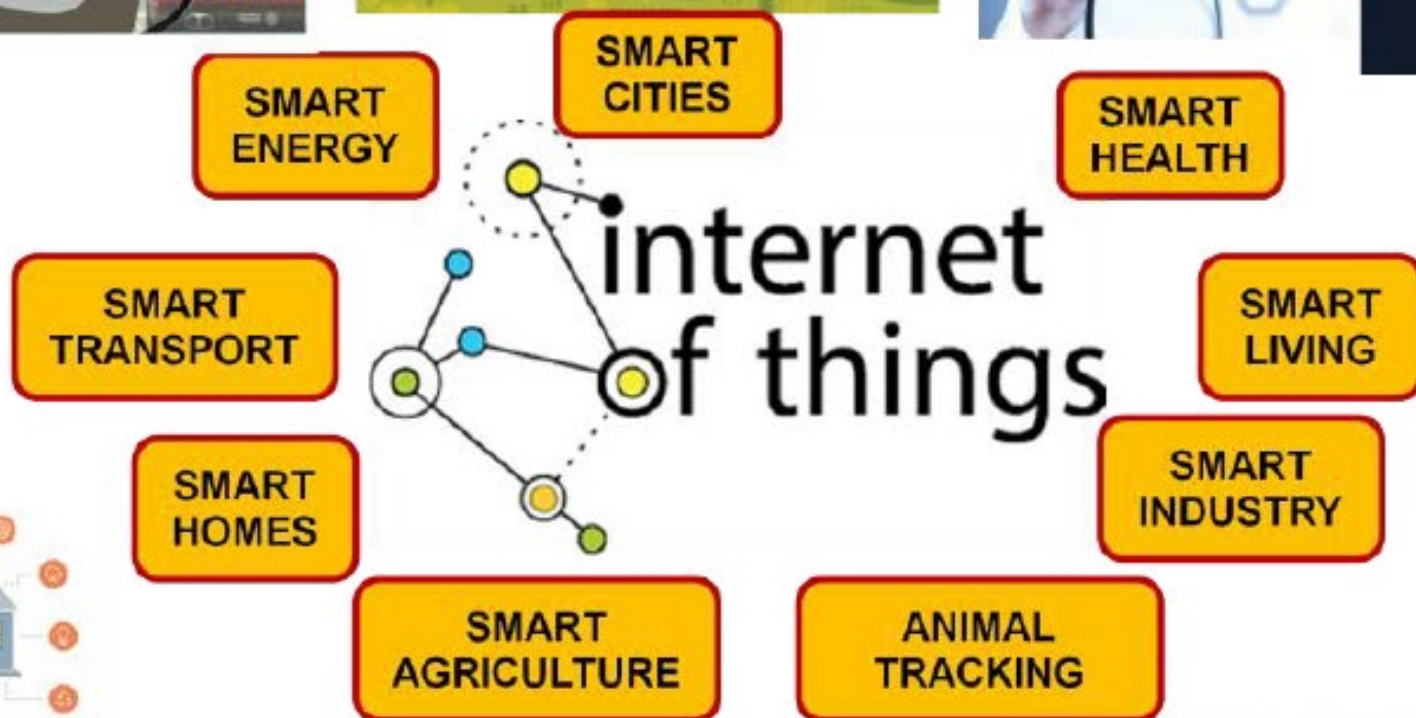 SMART
CITIES
SMART
ENERGY
SMART
HEALTH
internet
of things
SMART
TRANSPORT
SMART
LIVING
SMART
HOMES
SMART
INDUSTRY
SMART
AGRICULTURE
ANIMAL
TRACKING